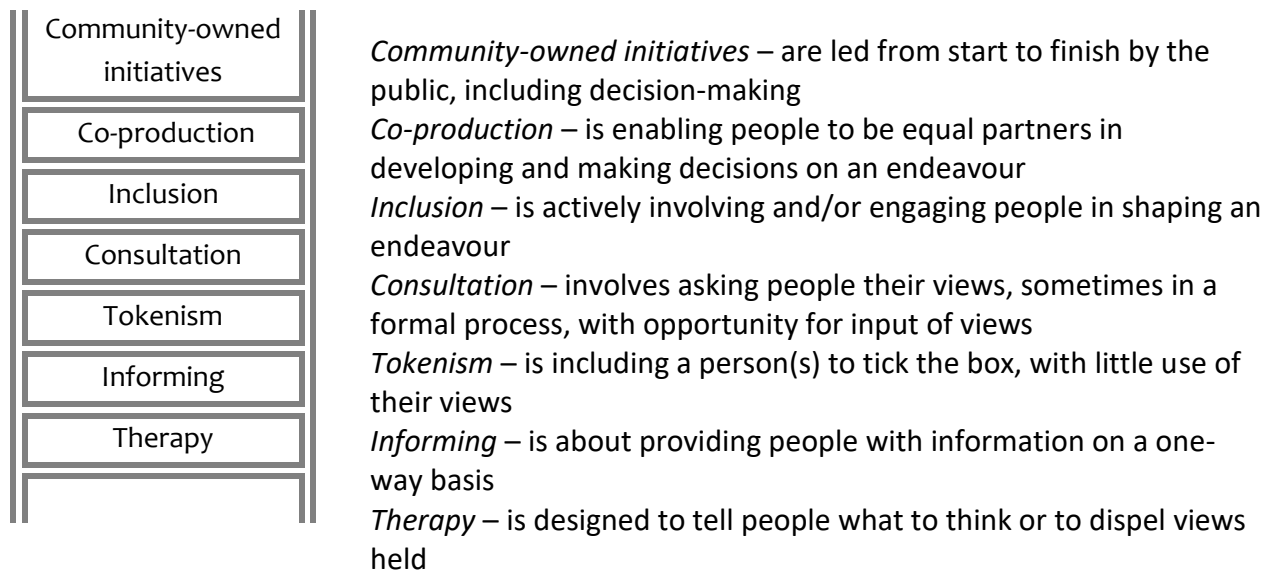 Community-owned
initiatives
Co-production
Inclusion
Consultation
Tokenism
Informing
Therapy
Community-owned initiatives – are led from start to finish by the
public, including decision-making
Co-production – is enabling people to be equal partners in
developing and making decisions on an endeavour
Inclusion – is actively involving and/or engaging people in shaping an
endeavour
Consultation – involves asking people their views, sometimes in a
formal process, with opportunity for input of views
Tokenism – is including a person(s) to tick the box, with little use of
their views
Informing – is about providing people with information on a one-
way basis
Therapy – is designed to tell people what to think or to dispel views
held